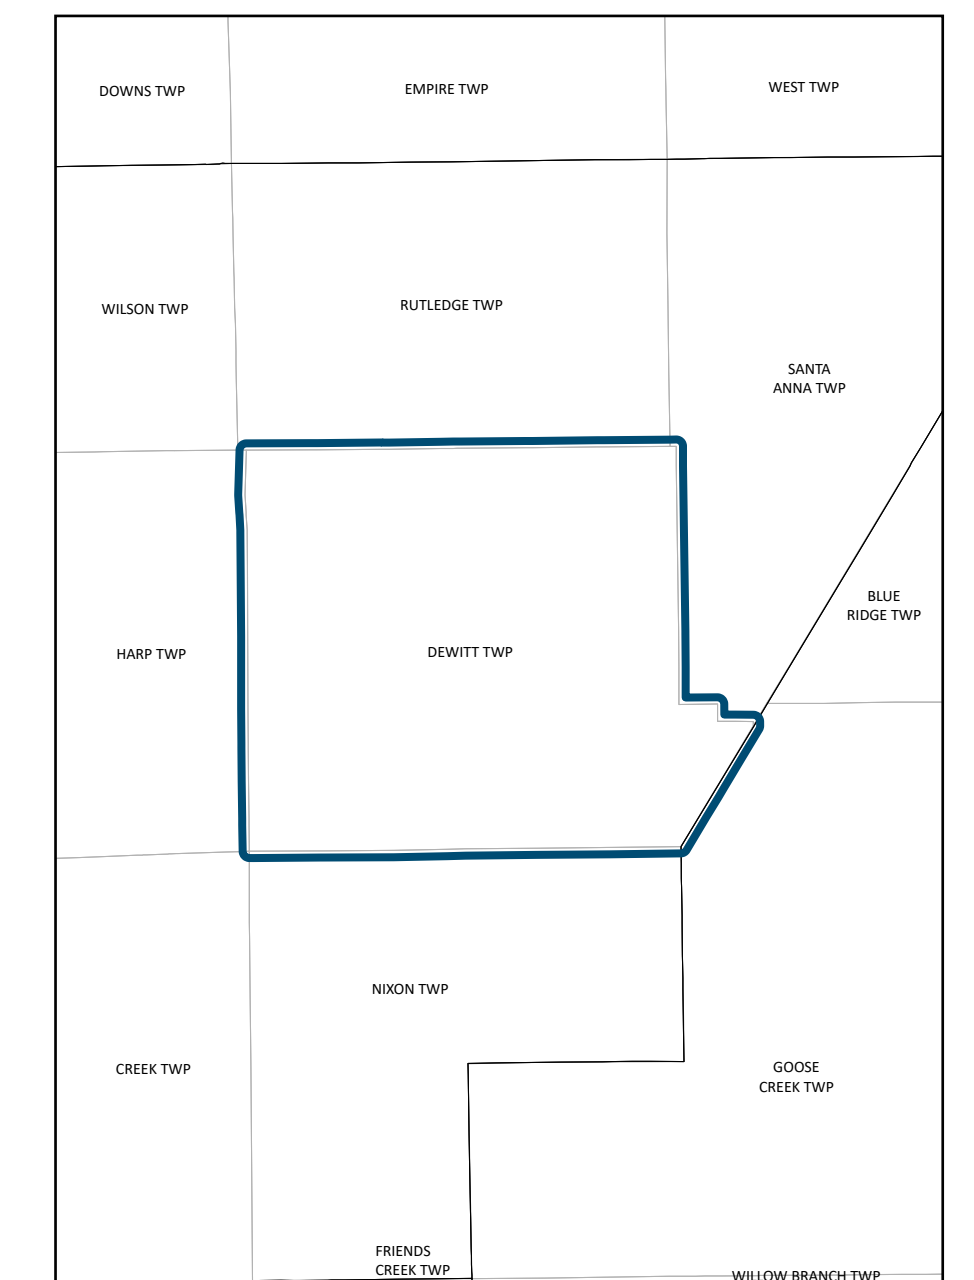 DOWNS TWP
EMPIRE TWP
WEST TWP
WILSON TWP
RUTLEDGE TWP
SANTA
ANNA TWP
BLUE
RIDGE TWP
HARP TWP
DEWITT TWP
NIXON TWP
CREEK TWP
GOOSE
CREEK TWP
FRIENDS
CREEK TWP
WILLOW BRANCH TWP